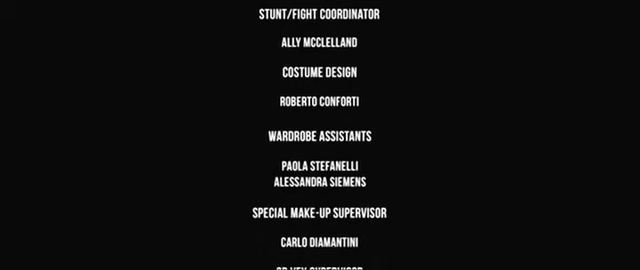 STUNT/FIGHT COORDINATOR
ALLY MCCLELLAND
COSTUME DESIGN
ROBERTO CONFORTI
WARDROBE ASSISTANTS
PAOLA STEFANELLI
ALESSANDRA SIEMENS
SPECIAL MAKE-UP SUPERVISOR
CARLO DIAMANTINI
SUPERVISOR